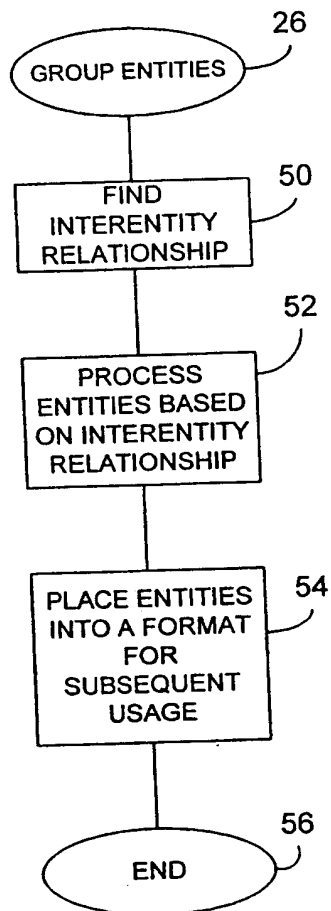 26
GROUP ENTITIES
50
FIND
INTERENTITY
RELATIONSHIP
52
PROCESS
ENTITIES BASED
ON INTERENTITY
RELATIONSHIP
54
PLACE ENTITIES
INTO A FORMAT
FOR
SUBSEQUENT
USAGE
56
END